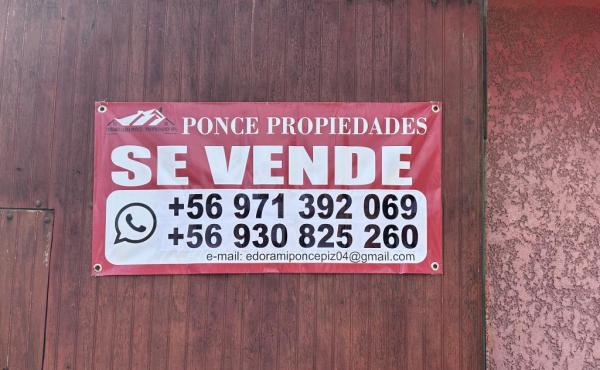 PONCE PROPIEDADES
SE VENDE
+56 971 392 069
+56 930 825 260
e-mail: edoramiponcepiz04@gmail.com